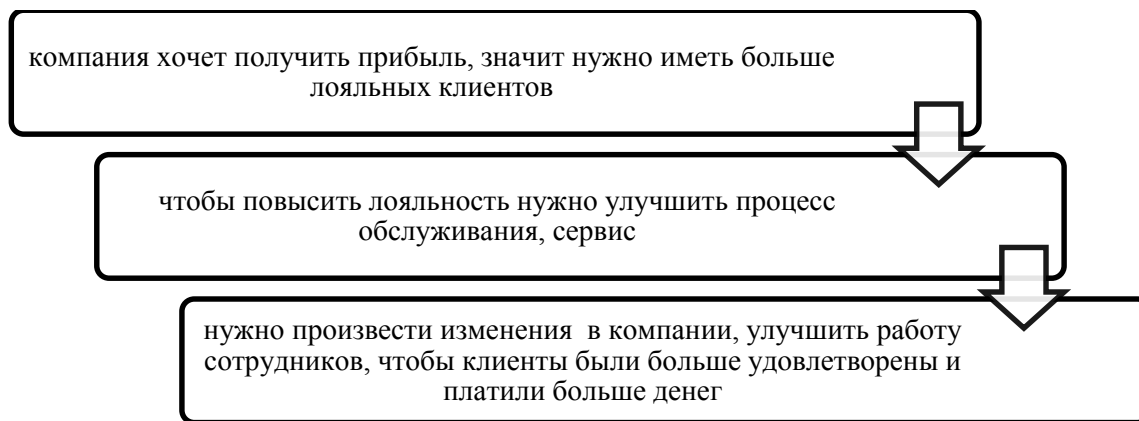 компания хочет получить прибыль, значит нужно иметь больше
лояльных клиентов
чтобы повысить лояльность нужно улучшить процесс
обслуживания, сервис
нужно произвести изменения в компании, улучшить работу
сотрудников, чтобы клиенты были больше удовлетворены и
платили больше денег